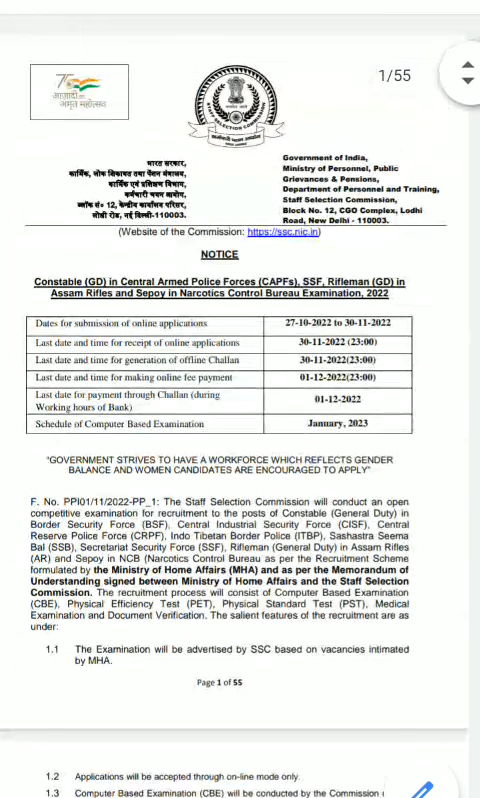 1/55
75
आज़ादी का
अमृत महोत्सव
STAFF SELECTION COMMISSION
भारत सरकार,
कार्मिक, लोक शिकायत तथा पेंशन मंत्रालय,
कार्मिक एवं प्रशिक्षण विभाग,
कर्मचारी चयन आयोग,
ब्लॉक सं० 12, केन्द्रीय कार्यालय परिसर,
लोधी रोड, नई दिल्ली-110003.
Government of India,
Ministry of Personnel, Public
Grievances & Pensions,
Department of Personnel and Training,
Staff Selection Commission,
Block No. 12, CGO Complex, Lodhi
Road, New Delhi - 110003.
(Website of the Commission: https://ssc.nic.in)
NOTICE
Constable (GD) in Central Armed Police Forces (CAPFs), SSF, Rifleman (GD) in
Assam Rifles and Sepoy in Narcotics Control Bureau Examination, 2022
Dates for submission of online applications 27-10-2022 to 30-11-2022
Last date and time for receipt of online applications 30-11-2022 (23:00)
Last date and time for generation of offline Challan 30-11-2022(23:00)
Last date and time for making online fee payment 01-12-2022(23:00)
Last date for payment through Challan (during
Working hours of Bank) 01-12-2022
Schedule of Computer Based Examination January, 2023
"GOVERNMENT STRIVES TO HAVE A WORKFORCE WHICH REFLECTS GENDER
BALANCE AND WOMEN CANDIDATES ARE ENCOURAGED TO APPLY"
F. No. PPI01/11/2022-PP_1: The Staff Selection Commission will conduct an open
competitive examination for recruitment to the posts of Constable (General Duty) in
Border Security Force (BSF), Central Industrial Security Force (CISF), Central
Reserve Police Force (CRPF), Indo Tibetan Border Police (ITBP), Sashastra Seema
Bal (SSB), Secretariat Security Force (SSF), Rifleman (General Duty) in Assam Rifles
(AR) and Sepoy in NCB (Narcotics Control Bureau as per the Recruitment Scheme
formulated by the Ministry of Home Affairs (MHA) and as per the Memorandum of
Understanding signed between Ministry of Home Affairs and the Staff Selection
Commission. The recruitment process will consist of Computer Based Examination
(CBE), Physical Efficiency Test (PET), Physical Standard Test (PST), Medical
Examination and Document Verification. The salient features of the recruitment are as
under:
1.1 The Examination will be advertised by SSC based on vacancies intimated
by MHA.
Page 1 of 55
1.2 Applications will be accepted through on-line mode only.
1.3 Computer Based Examination (CBE) will be conducted by the Commission